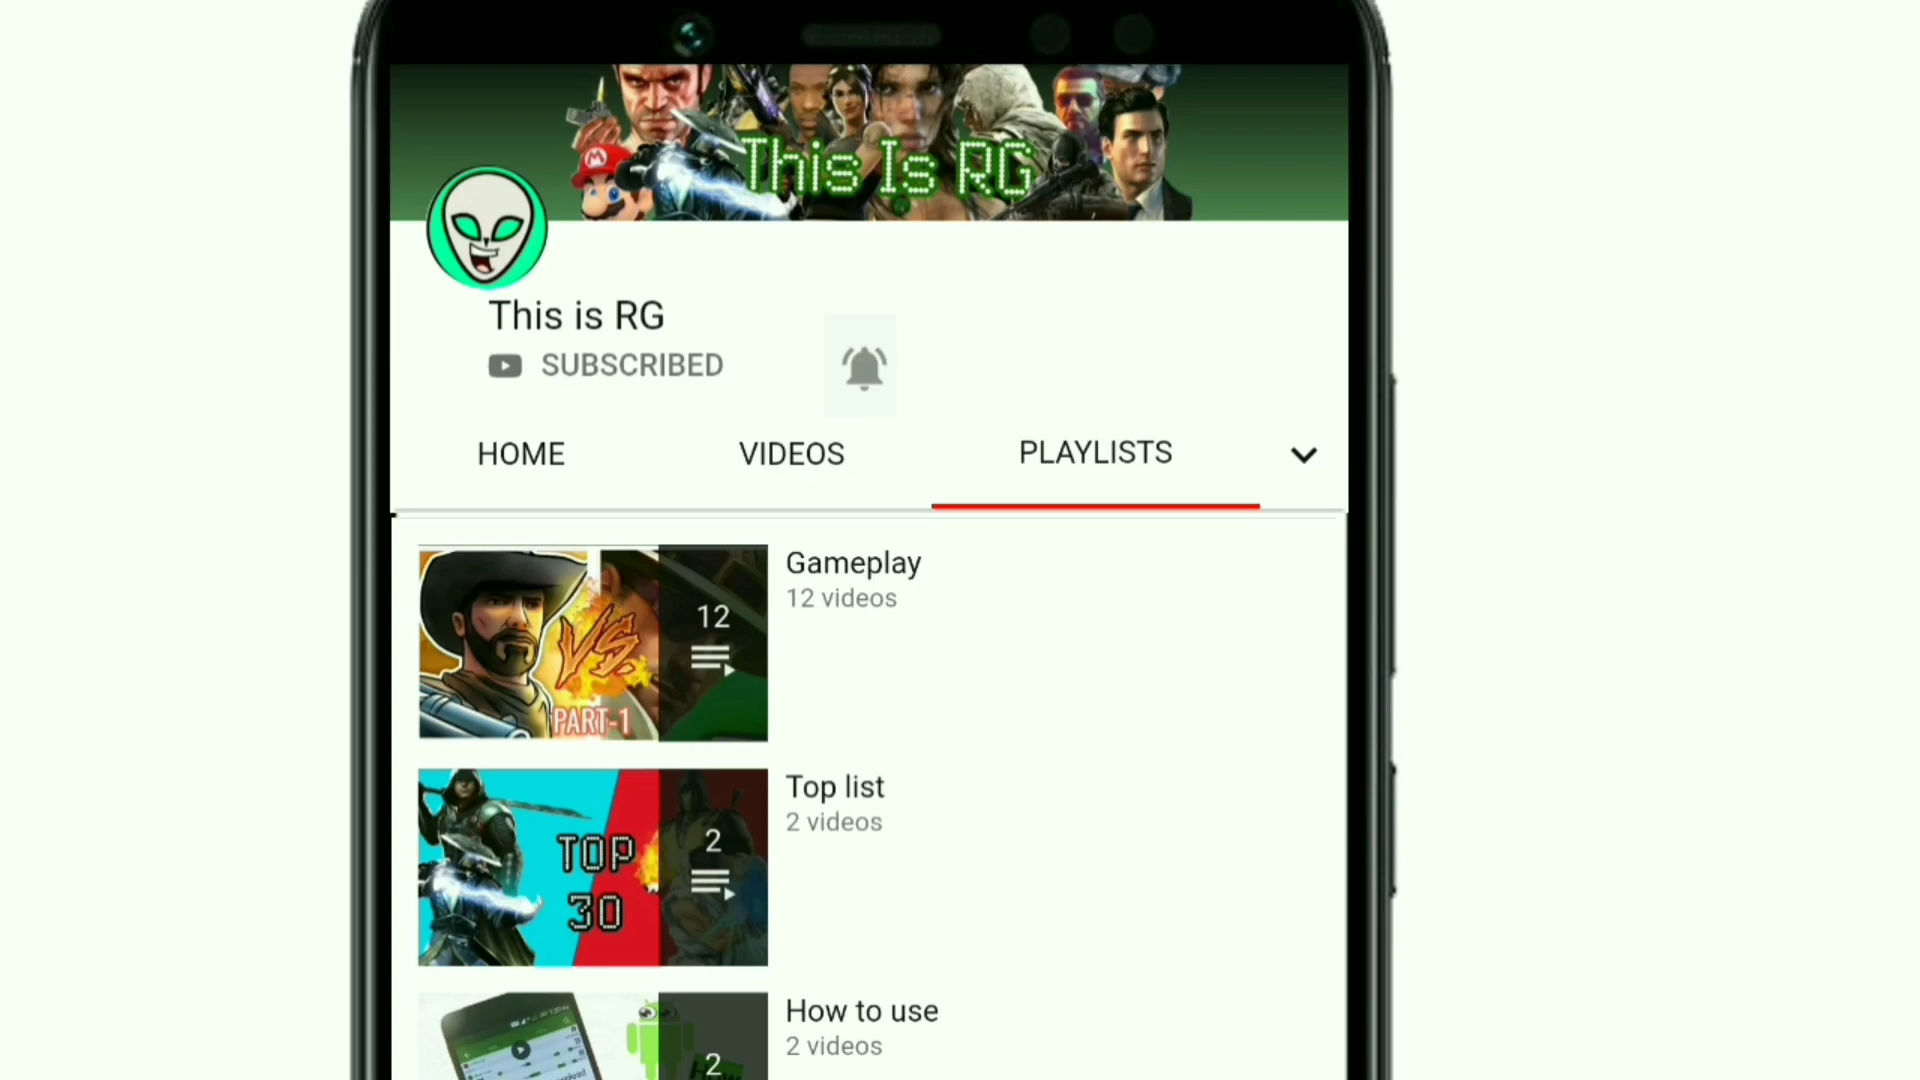 This Is RG
This is RG
SUBSCRIBED
HOME
VIDEOS
PLAYLISTS
VS.
PART-1
12
Gameplay
12 videos
TOP
30
2
Top list
2 videos
2
How to use
2 videos